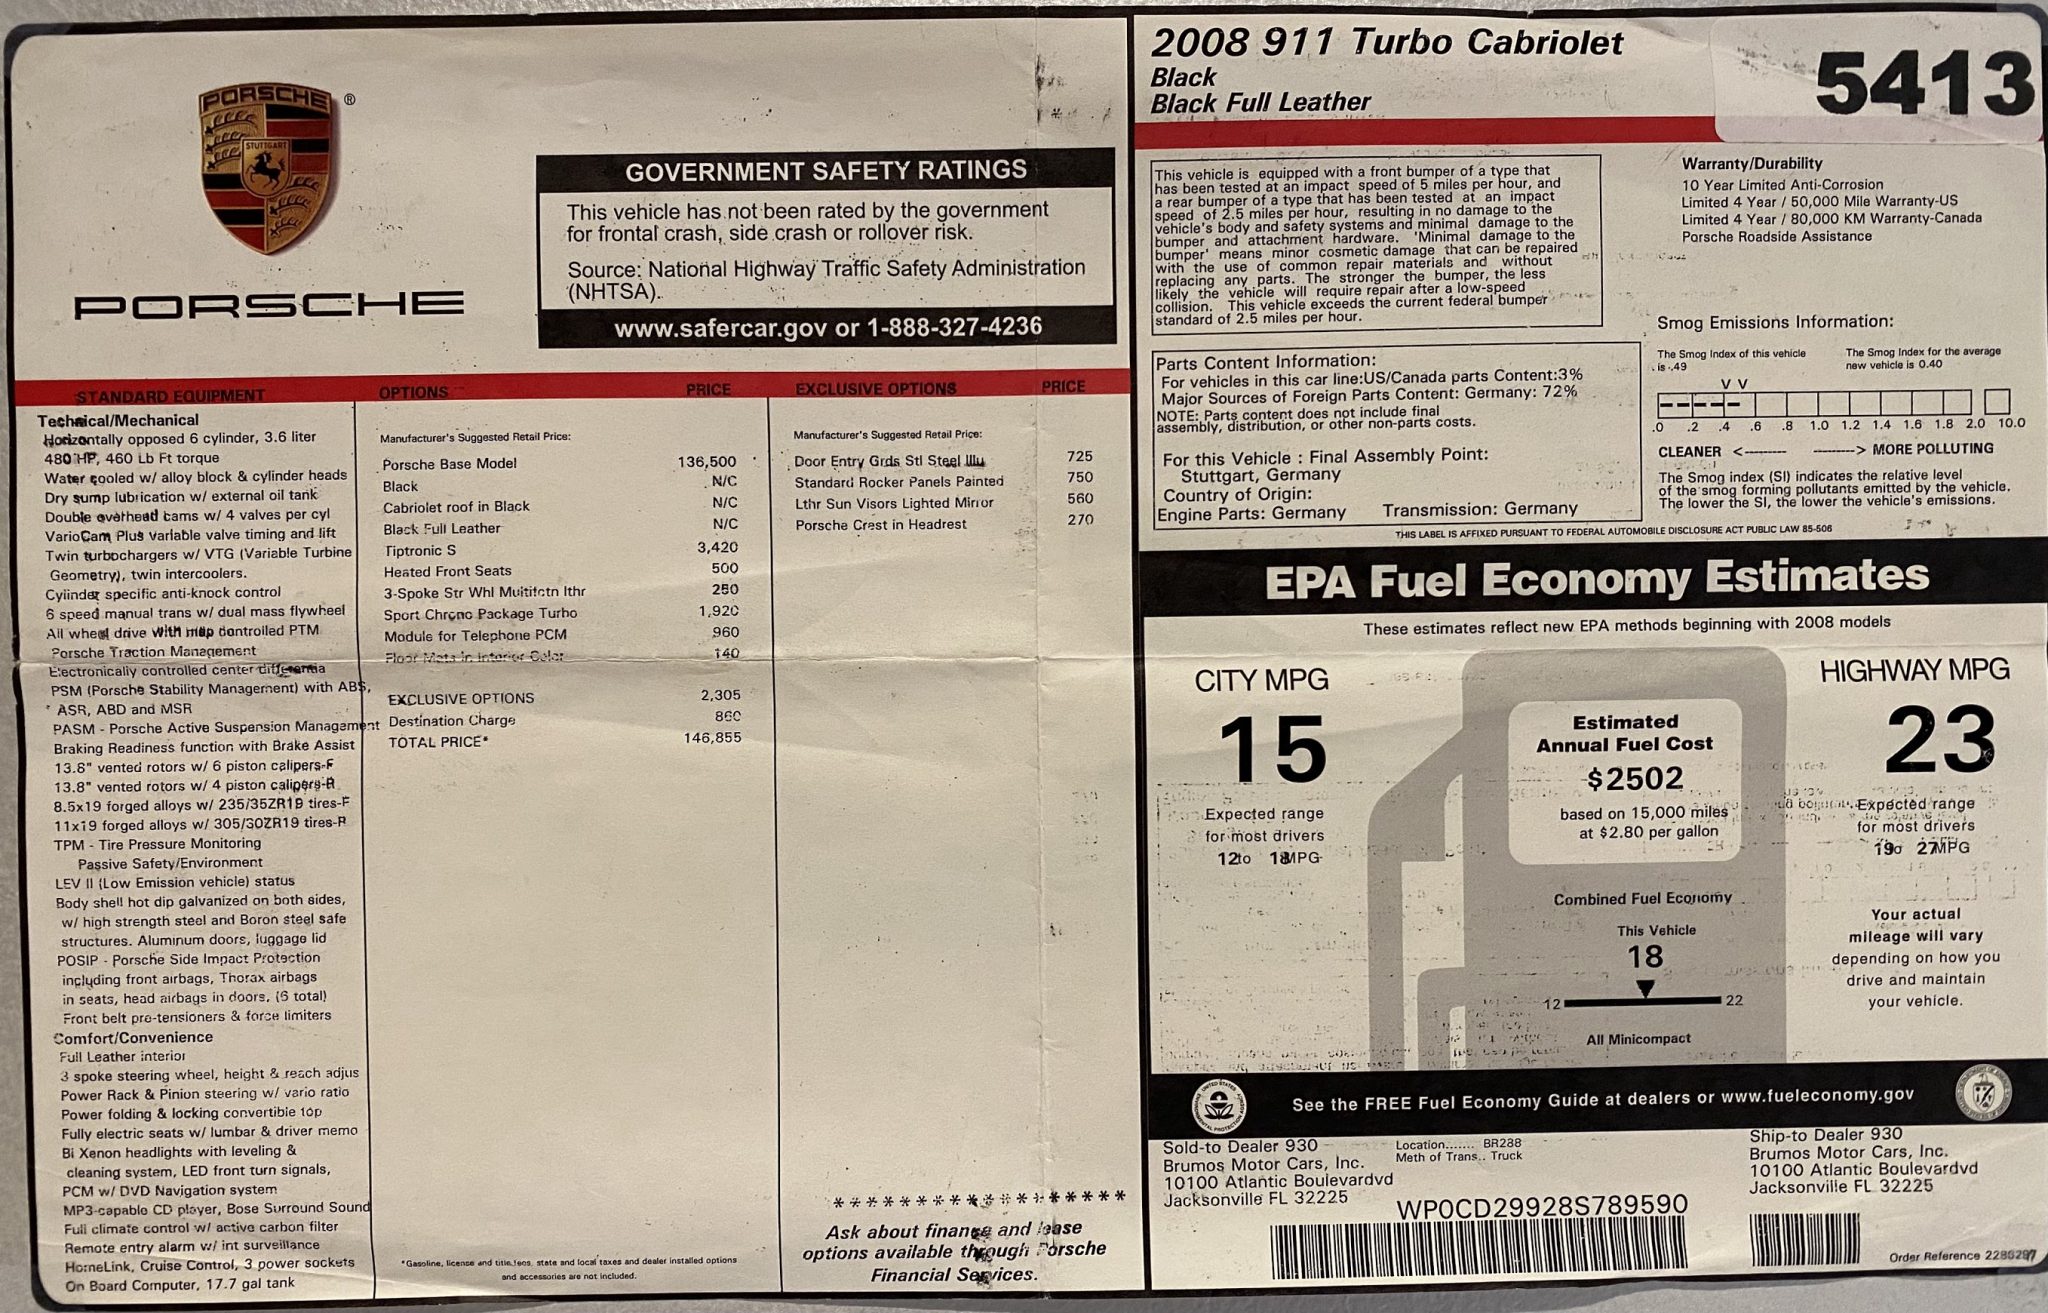 PORSCHE
®
STUTTGART
PORSCHE
GOVERNMENT SAFETY RATINGS
This vehicle has not been rated by the government
for frontal crash, side crash or rollover risk.
Source: National Highway Traffic Safety Administration
(NHTSA).
www.safercar.gov or 1-888-327-4236
STANDARD EQUIPMENT
Technical/Mechanical
Horizontally opposed 6 cylinder, 3.6 liter
480 HP, 460 Lb Ft torque
Water cooled w/ alloy block & cylinder heads
Dry sump lubrication w/ external oil tank
Double overhead cams w/ 4 valves per cyl
VarioCam Plus variable valve timing and lift
Twin turbochargers w/ VTG (Variable Turbine
Geometry), twin intercoolers.
Cylinder specific anti-knock control
6 speed manual trans w/ dual mass flywheel
All wheel drive with map controlled PTM
Porsche Traction Management
Electronically controlled center differentia
PSM (Porsche Stability Management) with ABS,
ASR, ABD and MSR
PASM - Porsche Active Suspension Management
Braking Readiness function with Brake Assist
13.8" vented rotors w/ 6 piston calipers-F
13.8" vented rotors w/ 4 piston calipers-R
8.5x19 forged alloys w/ 235/35ZR19 tires-F
11x19 forged alloys w/ 305/30ZR19 tires-R
TPM - Tire Pressure Monitoring
Passive Safety/Environment
LEV II (Low Emission vehicle) status
Body shell hot dip galvanized on both sides,
w/ high strength steel and Boron steel safe
structures. Aluminum doors, luggage lid
POSIP - Porsche Side Impact Protection
including front airbags, Thorax airbags
in seats, head airbags in doors, (6 total)
Front belt pre-tensioners & force limiters
Comfort/Convenience
Full Leather interior
3 spoke steering wheel, height & reach adjus
Power Rack & Pinion steering w/ vario ratio
Power folding & locking convertible top
Fully electric seats w/ lumbar & driver memo
Bi Xenon headlights with leveling &
cleaning system, LED front turn signals,
PCM w/ DVD Navigation system
MP3-capable CD player, Bose Surround Sound
Full climate control w/ active carbon filter
Remote entry alarm w/ int surveillance
HomeLink, Cruise Control, 3 power sockets
On Board Computer, 17.7 gal tank
OPTIONS PRICE
Manufacturer's Suggested Retail Price:
Porsche Base Model 136,500
Black N/C
Cabriolet roof in Black N/C
Black Full Leather N/C
Tiptronic S 3,420
Heated Front Seats 500
3-Spoke Str Whl Multifctn lthr 250
Sport Chrono Package Turbo 1,920
Module for Telephone PCM 960
Floor Mats in Interior Color 140
EXCLUSIVE OPTIONS 2,305
Destination Charge 860
TOTAL PRICE* 146,855
*Gasoline, license and title fees, state and local taxes and dealer installed options
and accessories are not included.
EXCLUSIVE OPTIONS PRICE
Manufacturer's Suggested Retail Price:
Door Entry Grds Stl Steel Illu 725
Standard Rocker Panels Painted 750
Lthr Sun Visors Lighted Mirror 560
Porsche Crest in Headrest 270
* * * * * * * * * * * * * * * * * *
Ask about finance and lease
options available through Porsche
Financial Services.
2008 911 Turbo Cabriolet
Black
Black Full Leather
5413
This vehicle is equipped with a front bumper of a type that
has been tested at an impact speed of 5 miles per hour, and
a rear bumper of a type that has been tested at an impact
speed of 2.5 miles per hour, resulting in no damage to the
vehicle's body and safety systems and minimal damage to the
bumper and attachment hardware. 'Minimal damage to the
bumper' means minor cosmetic damage that can be repaired
with the use of common repair materials and without
replacing any parts. The stronger the bumper, the less
likely the vehicle will require repair after a low-speed
collision. This vehicle exceeds the current federal bumper
standard of 2.5 miles per hour.
Warranty/Durability
10 Year Limited Anti-Corrosion
Limited 4 Year / 50,000 Mile Warranty-US
Limited 4 Year / 80,000 KM Warranty-Canada
Porsche Roadside Assistance
Parts Content Information:
For vehicles in this car line:US/Canada parts Content:3%
Major Sources of Foreign Parts Content: Germany: 72%
NOTE: Parts content does not include final
assembly, distribution, or other non-parts costs.
For this Vehicle : Final Assembly Point:
Stuttgart, Germany
Country of Origin:
Engine Parts: Germany Transmission: Germany
Smog Emissions Information:
The Smog Index of this vehicle
is .49
The Smog Index for the average
new vehicle is 0.40
V V
.0 .2 .4 .6 .8 1.0 1.2 1.4 1.6 1.8 2.0 10.0
CLEANER <--------- ---------> MORE POLLUTING
The Smog index (SI) indicates the relative level
of the smog forming pollutants emitted by the vehicle.
The lower the SI, the lower the vehicle's emissions.
THIS LABEL IS AFFIXED PURSUANT TO FEDERAL AUTOMOBILE DISCLOSURE ACT PUBLIC LAW 85-506
EPA Fuel Economy Estimates
These estimates reflect new EPA methods beginning with 2008 models
CITY MPG
15
Expected range
for most drivers
12to 18MPG
Estimated
Annual Fuel Cost
$2502
based on 15,000 miles
at $2.80 per gallon
Combined Fuel Economy
This Vehicle
18
12 22
All Minicompact
HIGHWAY MPG
23
Expected range
for most drivers
19to 27MPG
Your actual
mileage will vary
depending on how you
drive and maintain
your vehicle.
See the FREE Fuel Economy Guide at dealers or www.fueleconomy.gov
Sold-to Dealer 930
Brumos Motor Cars, Inc.
10100 Atlantic Boulevardvd
Jacksonville FL 32225
Location....... BR288
Meth of Trans.. Truck
Ship-to Dealer 930
Brumos Motor Cars, Inc.
10100 Atlantic Boulevardvd
Jacksonville FL 32225
WP0CD29928S789590
Order Reference